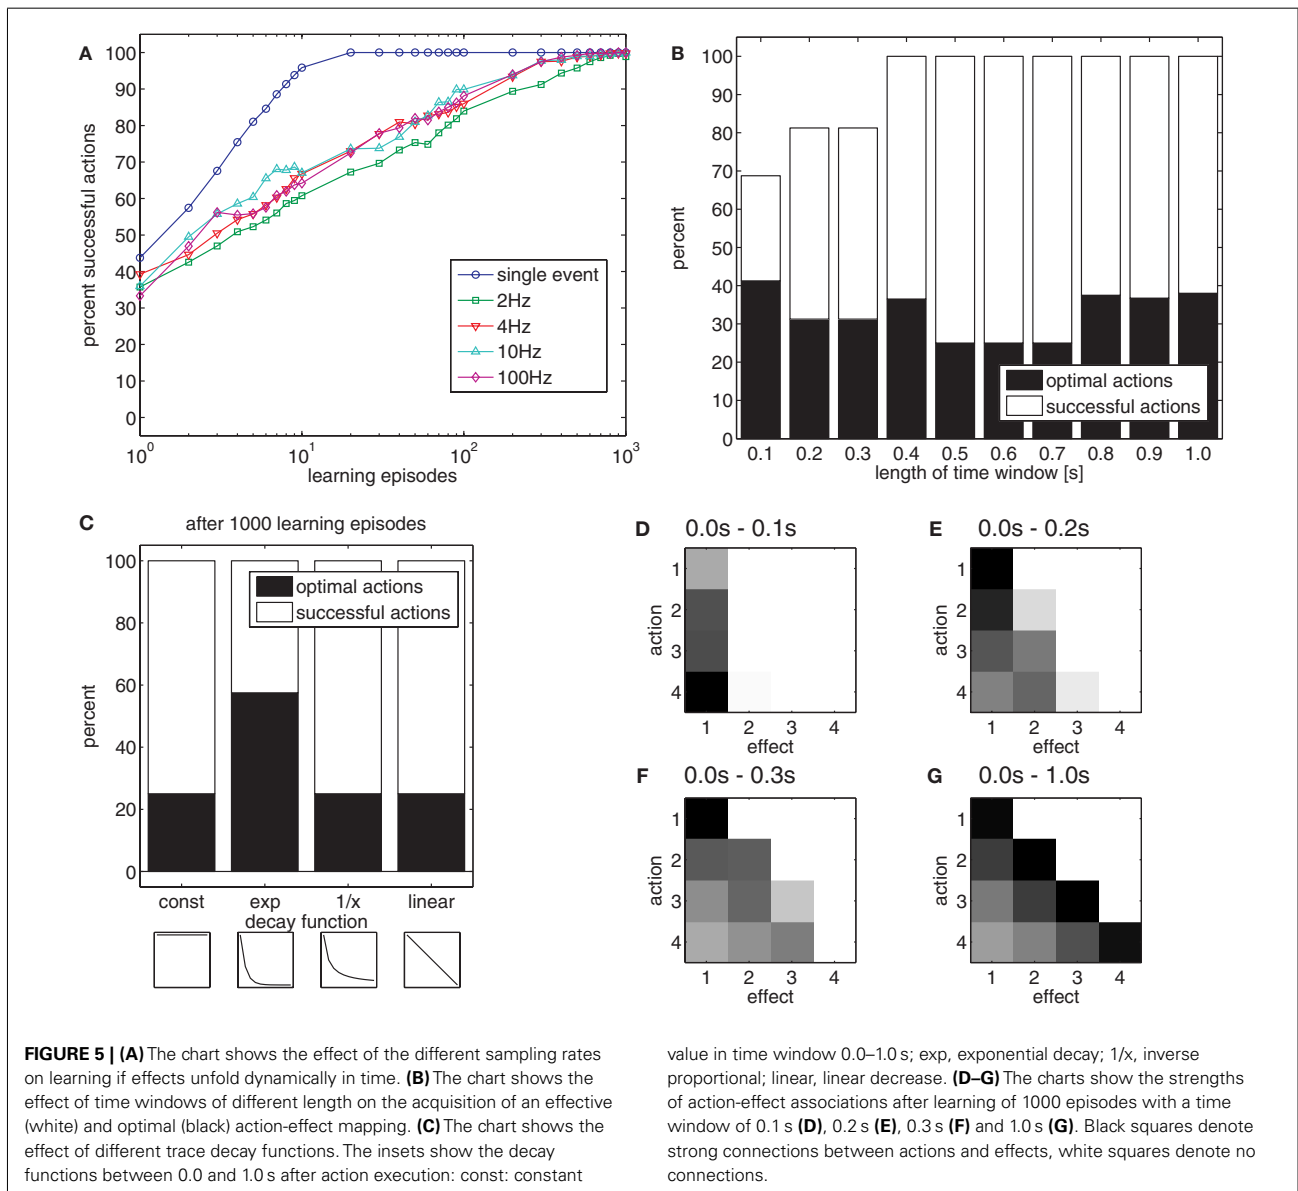 A
100
90
80
70
60
50
40
30
20
10
0
percent successful actions
10^0
10^1
10^2
10^3
learning episodes
single event
2Hz
4Hz
10Hz
100Hz
B
100
90
80
70
60
50
40
30
20
10
0
percent
0.1 0.2 0.3 0.4 0.5 0.6 0.7 0.8 0.9 1.0
length of time window [s]
optimal actions
successful actions
C
after 1000 learning episodes
100
80
60
40
20
0
percent
optimal actions
successful actions
const exp 1/x linear
decay function
D
0.0s - 0.1s
1
2
3
4
action
1 2 3 4
effect
E
0.0s - 0.2s
1
2
3
4
action
1 2 3 4
effect
F
0.0s - 0.3s
1
2
3
4
action
1 2 3 4
effect
G
0.0s - 1.0s
1
2
3
4
action
1 2 3 4
effect
FIGURE 5 | (A) The chart shows the effect of the different sampling rates
on learning if effects unfold dynamically in time. (B) The chart shows the
effect of time windows of different length on the acquisition of an effective
(white) and optimal (black) action-effect mapping. (C) The chart shows the
effect of different trace decay functions. The insets show the decay
functions between 0.0 and 1.0 s after action execution: const: constant
value in time window 0.0–1.0 s; exp, exponential decay; 1/x, inverse
proportional; linear, linear decrease. (D–G) The charts show the strengths
of action-effect associations after learning of 1000 episodes with a time
window of 0.1 s (D), 0.2 s (E), 0.3 s (F) and 1.0 s (G). Black squares denote
strong connections between actions and effects, white squares denote no
connections.